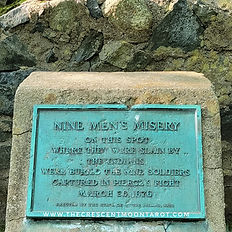 NINE MEN'S MISERY
ON THIS SPOT
WHERE THEY WERE SLAIN BY
THE INDIANS
WERE BURIED THE NINE SOLDIERS
CAPTURED IN PIERCE'S FIGHT
MARCH 26, 1676
WWW.THECRESCENTMOONTAROT.COM